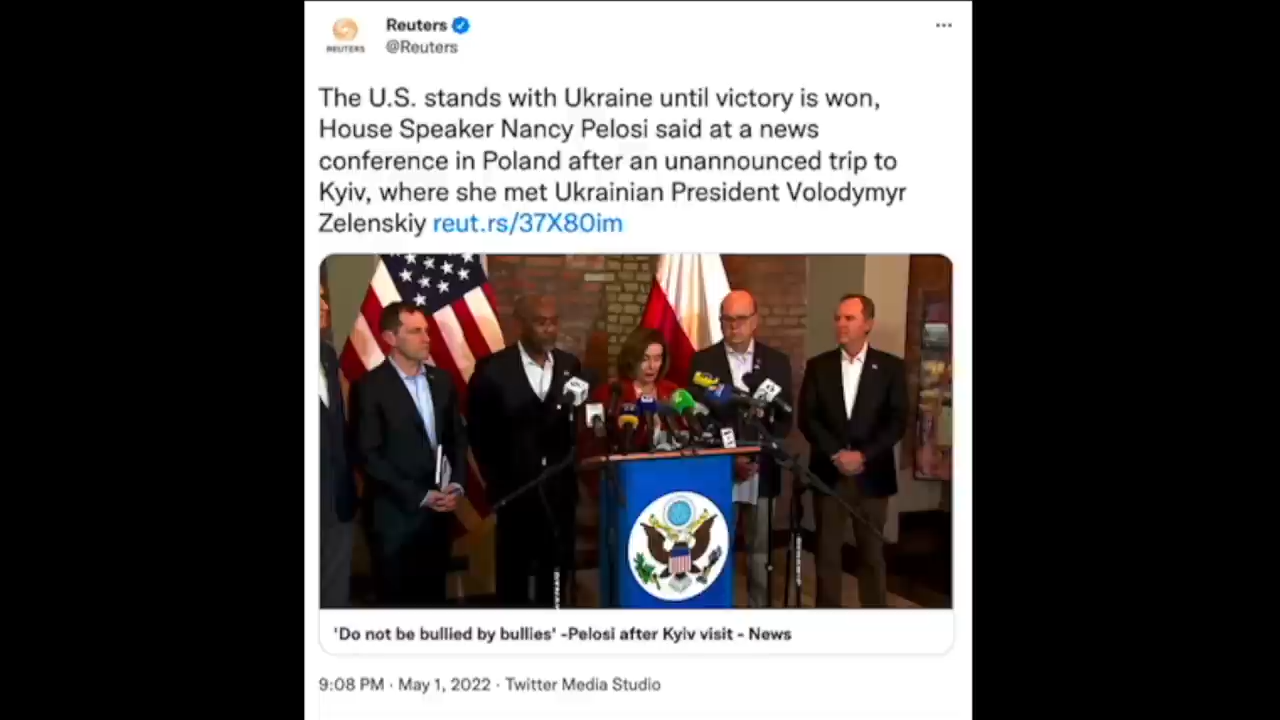 Reuters
@Reuters
REUTERS
The U.S. stands with Ukraine until victory is won,
House Speaker Nancy Pelosi said at a news
conference in Poland after an unannounced trip to
Kyiv, where she met Ukrainian President Volodymyr
Zelenskiy reut.rs/37X80im
'Do not be bullied by bullies' -Pelosi after Kyiv visit - News
9:08 PM · May 1, 2022 · Twitter Media Studio